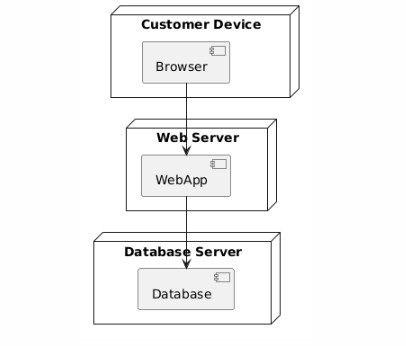 Customer Device
Browser
Web Server
WebApp
Database Server
Database